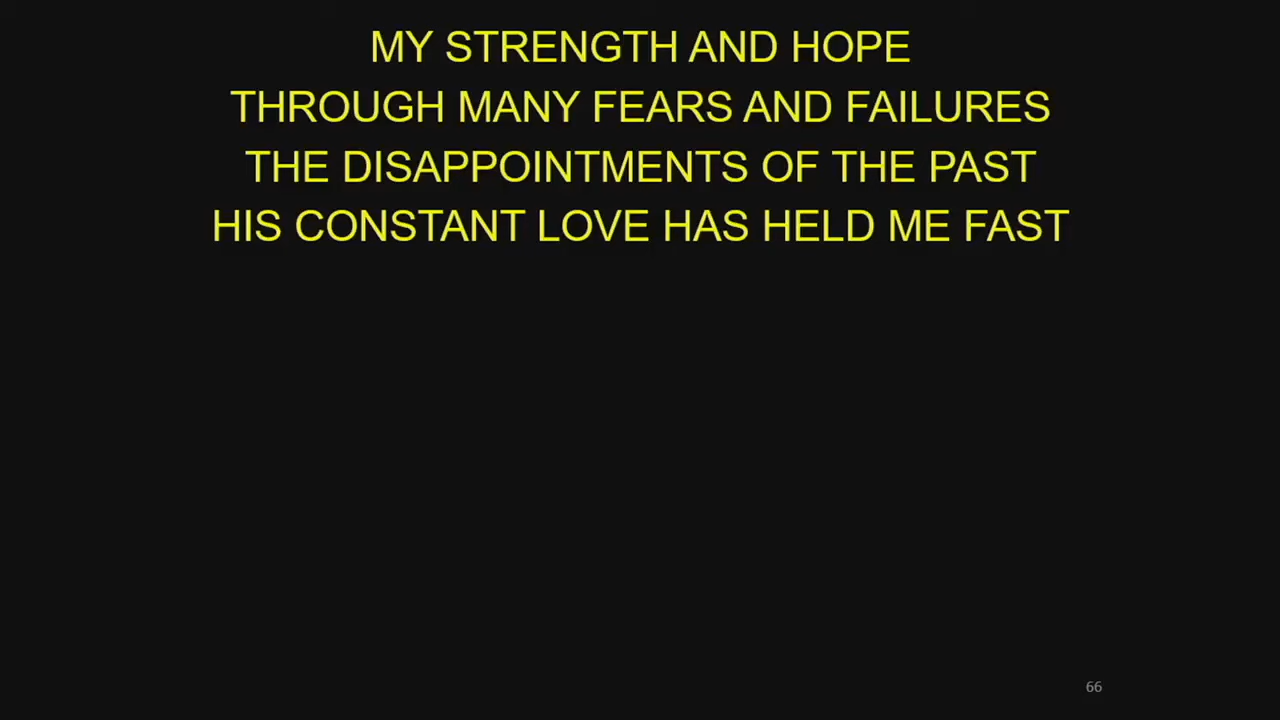 MY STRENGTH AND HOPE
THROUGH MANY FEARS AND FAILURES
THE DISAPPOINTMENTS OF THE PAST
HIS CONSTANT LOVE HAS HELD ME FAST
66